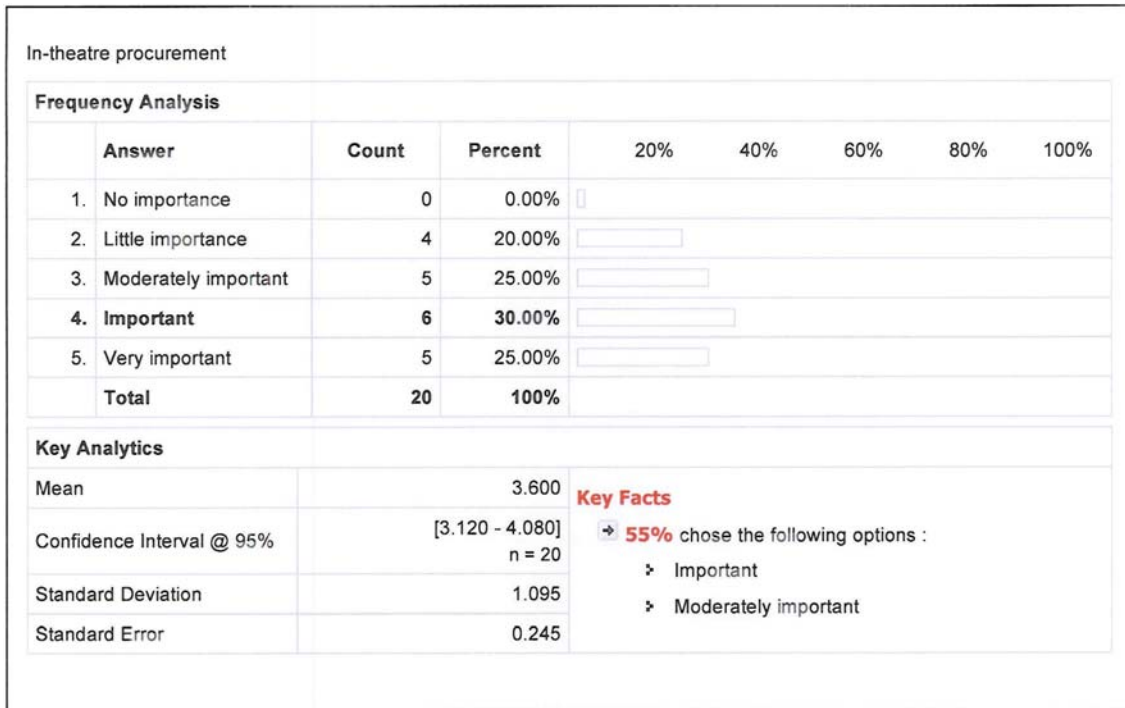 In-theatre procurement
Frequency Analysis
Answer Count Percent 20% 40% 60% 80% 100%
1. No importance 0 0.00%
2. Little importance 4 20.00%
3. Moderately important 5 25.00%
4. Important 6 30.00%
5. Very important 5 25.00%
Total 20 100%
Key Analytics
Mean 3.600
Confidence Interval @ 95% [3.120 - 4.080]
n = 20
Standard Deviation 1.095
Standard Error 0.245
Key Facts
55% chose the following options :
Important
Moderately important